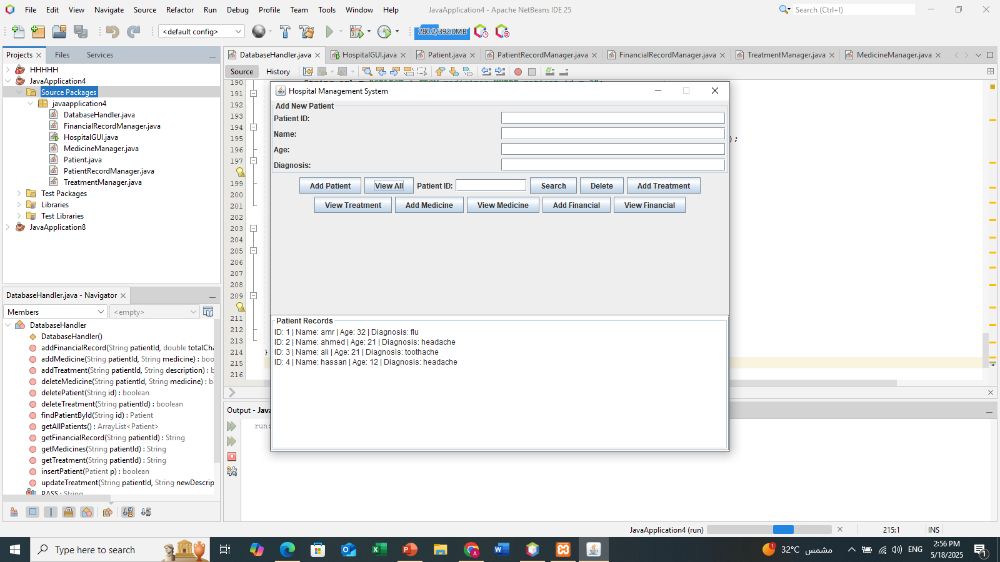 File Edit View Navigate Source Refactor Run Debug Profile Team Tools Window Help
JavaApplication4 - Apache NetBeans IDE 25
Search (Ctrl+I)
<default config>
280.2/392.0MB
Projects Files Services
HHHHH
JavaApplication4
Source Packages
javaapplication4
DatabaseHandler.java
FinancialRecordManager.java
HospitalGUI.java
MedicineManager.java
Patient.java
PatientRecordManager.java
TreatmentManager.java
Test Packages
Libraries
Test Libraries
JavaApplication8
DatabaseHandler.java - Navigator
Members
<empty>
DatabaseHandler
DatabaseHandler()
addFinancialRecord(String patientId, double totalCha
addMedicine(String patientId, String medicine) : boo
addTreatment(String patientId, String description) : b
deleteMedicine(String patientId, String medicine) : b
deletePatient(String id) : boolean
deleteTreatment(String patientId) : boolean
findPatientById(String id) : Patient
getAllPatients() : ArrayList<Patient>
getFinancialRecord(String patientId) : String
getMedicines(String patientId) : String
getTreatment(String patientId) : String
insertPatient(Patient p) : boolean
updateTreatment(String patientId, String newDescrip
PASS : String
DatabaseHandler.java HospitalGUI.java Patient.java PatientRecordManager.java FinancialRecordManager.java TreatmentManager.java MedicineManager.java
Source History
190
191
192
193
194
195 );
196
197
199
200
201
202
203
204
205
206
207
208
209
211
212
213
214 }
215
216
Hospital Management System
Add New Patient
Patient ID:
Name:
Age:
Diagnosis:
Add Patient View All Patient ID: Search Delete Add Treatment
View Treatment Add Medicine View Medicine Add Financial View Financial
Patient Records
ID: 1 | Name: amr | Age: 32 | Diagnosis: flu
ID: 2 | Name: ahmed | Age: 21 | Diagnosis: headache
ID: 3 | Name: ali | Age: 21 | Diagnosis: toothache
ID: 4 | Name: hassan | Age: 12 | Diagnosis: headache
Output - Java
run:
JavaApplication4 (run)
215:1
INS
Type here to search
1
32°C
مشمس
ENG
2:56 PM
5/18/2025
1